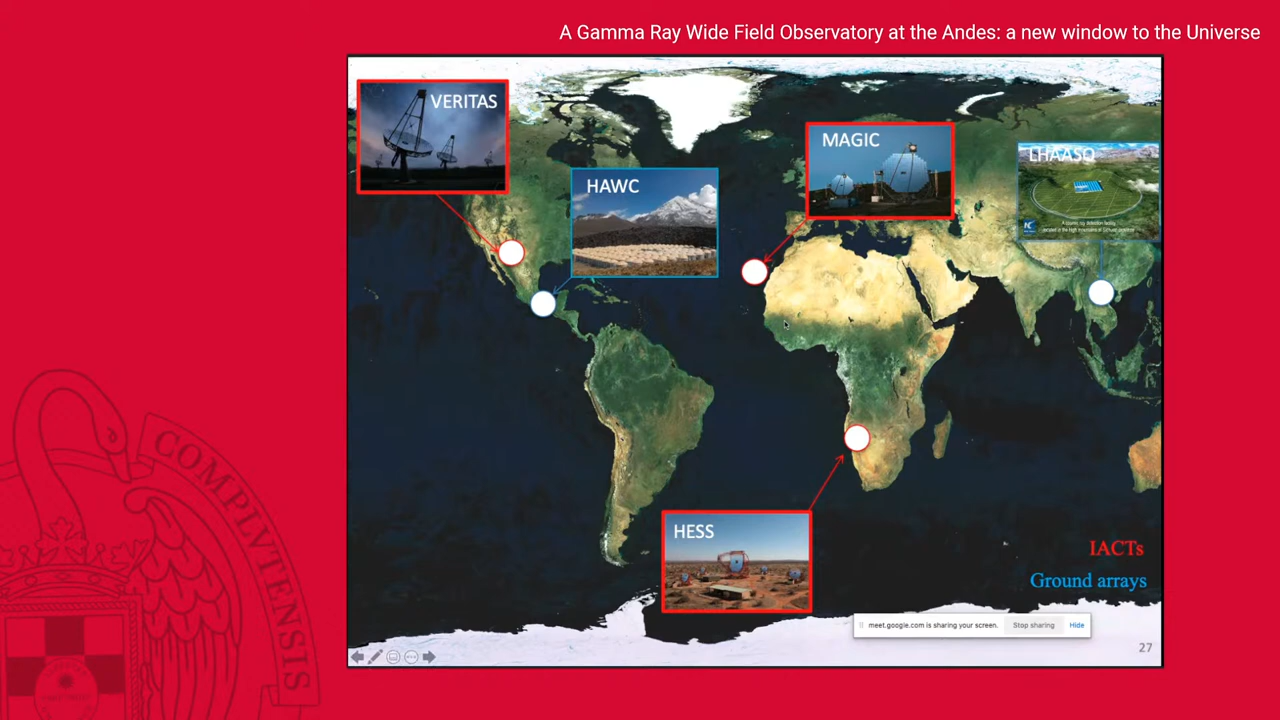 A Gamma Ray Wide Field Observatory at the Andes: a new window to the Universe
VERITAS
HAWC
MAGIC
LHAASO
HESS
IACTs
Ground arrays
meet.google.com is sharing your screen.
Stop sharing
Hide
27
COMPLVTENSIS